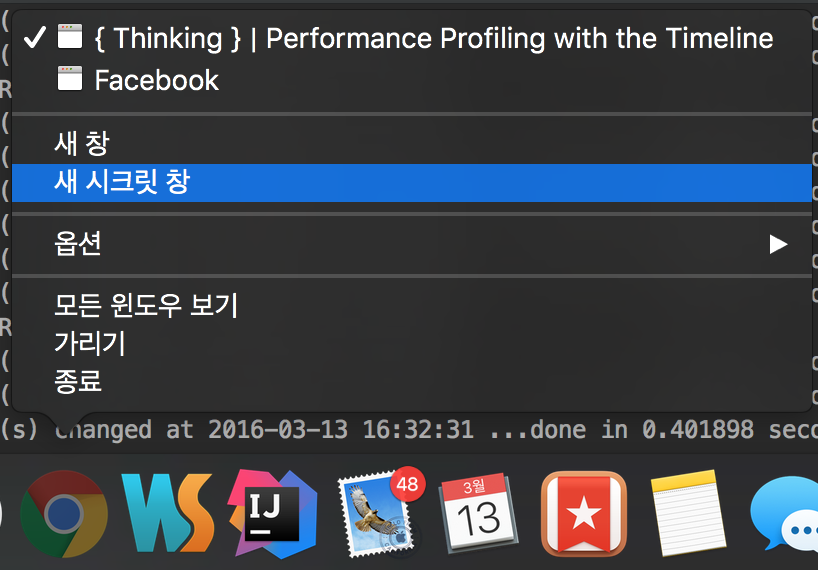 ✓ { Thinking } | Performance Profiling with the Timeline
Facebook
새 창
새 시크릿 창
옵션
모든 윈도우 보기
가리기
종료
(s) changed at 2016-03-13 16:32:31 ...done in 0.401898 seco
WS
IJ
48
3월
13